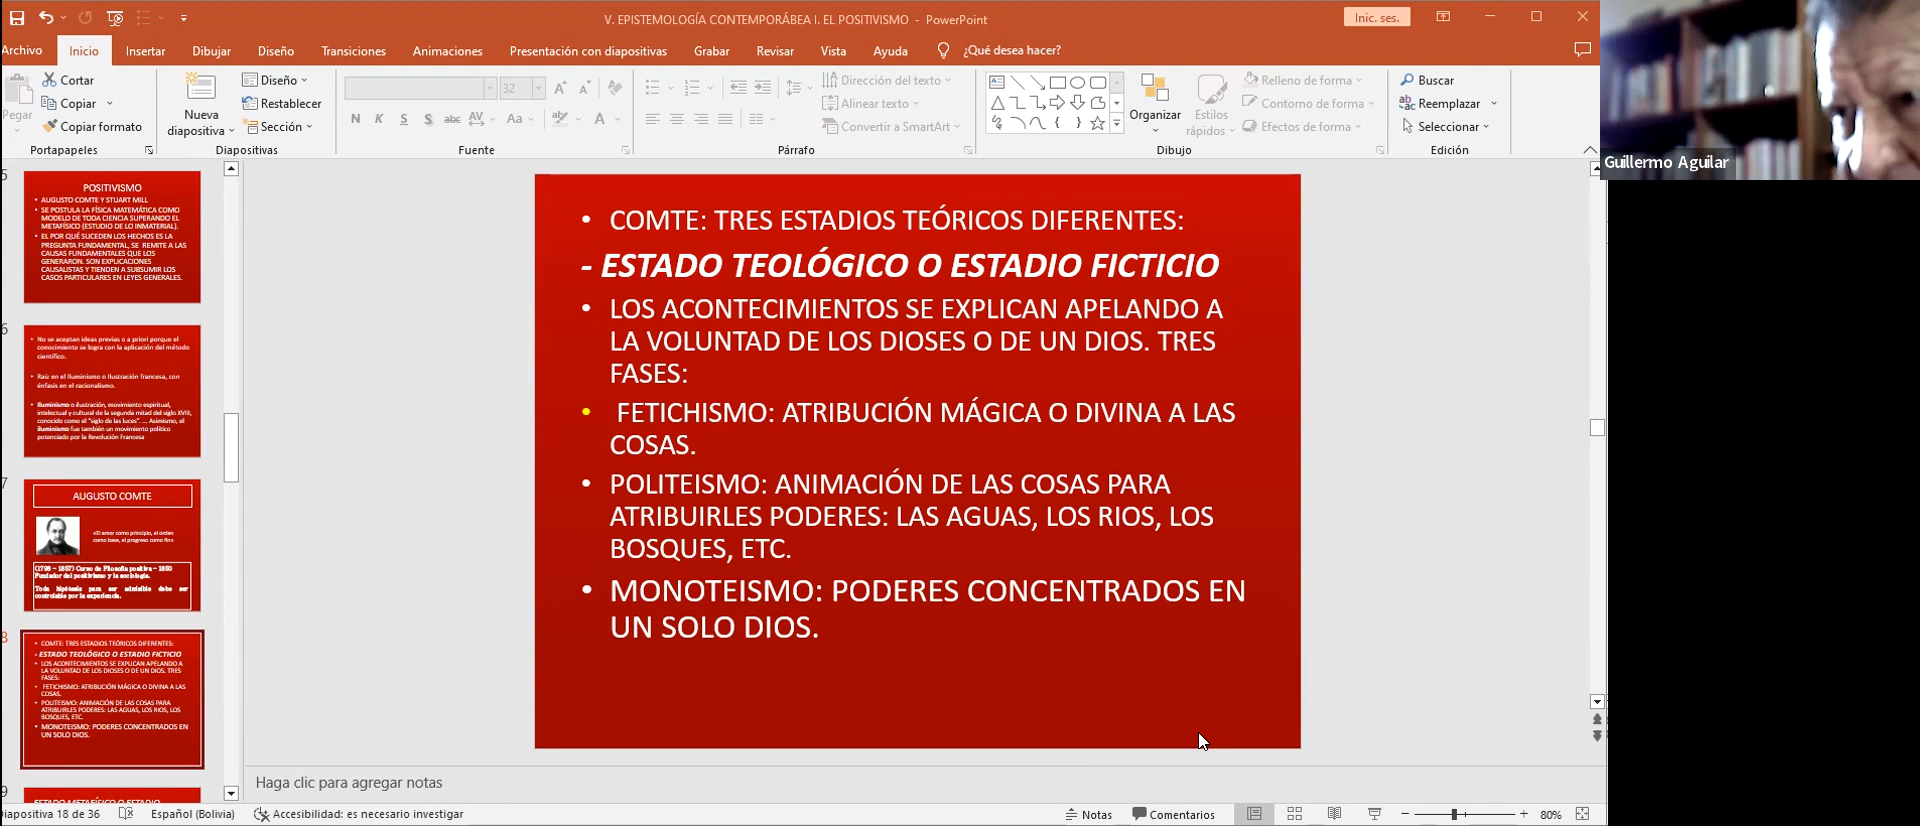 V. EPISTEMOLOGÍA CONTEMPORÁBEA I. EL POSITIVISMO - PowerPoint
Inic. ses.
Archivo Inicio Insertar Dibujar Diseño Transiciones Animaciones Presentación con diapositivas Grabar Revisar Vista Ayuda ¿Qué desea hacer?
Pegar
Cortar
Copiar
Copiar formato
Portapapeles
Nueva
diapositiva
Diseño
Restablecer
Sección
Diapositivas
32
N K S S abc AV Aa A
Fuente
Dirección del texto
Alinear texto
Convertir a SmartArt
Párrafo
Organizar
Estilos
rápidos
Relleno de forma
Contorno de forma
Efectos de forma
Dibujo
Buscar
Reemplazar
Seleccionar
Edición
Guillermo Aguilar
5
POSITIVISMO
• AUGUSTO COMTE Y STUART MILL
• SE POSTULA LA FÍSICA MATEMÁTICA COMO
MODELO DE TODA CIENCIA SUPERANDO EL
METAFÍSICO (ESTUDIO DE LO INMATERIAL).
• EL POR QUÉ SUCEDEN LOS HECHOS ES LA
PREGUNTA FUNDAMENTAL, SE REMITE A LAS
CAUSAS FUNDAMENTALES QUE LOS
GENERARON. SON EXPLICACIONES
CAUSALISTAS Y TIENDEN A SUBSUMIR LOS
CASOS PARTICULARES EN LEYES GENERALES.
6
• No se aceptan ideas previas o a priori porque el
conocimiento se logra con la aplicación del método
científico.
• Raíz en el Iluminismo o Ilustración francesa, con
énfasis en el racionalismo.
• Iluminismo o ilustración, movimiento espiritual,
intelectual y cultural de la segunda mitad del siglo XVIII,
conocido como el "siglo de las luces". ... Asimismo, el
iluminismo fue también un movimiento político
potenciado por la Revolución Francesa
7
AUGUSTO COMTE
«El amor como principio, el orden
como base, el progreso como fin»
(1798 – 1857) Curso de Filosofía positiva – 1830
Fundador del positivismo y la sociología.
Toda hipótesis para ser admisible debe ser
controlable por la experiencia.
8
• COMTE: TRES ESTADIOS TEÓRICOS DIFERENTES:
- ESTADO TEOLÓGICO O ESTADIO FICTICIO
• LOS ACONTECIMIENTOS SE EXPLICAN APELANDO A
LA VOLUNTAD DE LOS DIOSES O DE UN DIOS. TRES
FASES:
• FETICHISMO: ATRIBUCIÓN MÁGICA O DIVINA A LAS
COSAS.
• POLITEISMO: ANIMACIÓN DE LAS COSAS PARA
ATRIBUIRLES PODERES: LAS AGUAS, LOS RIOS, LOS
BOSQUES, ETC.
• MONOTEISMO: PODERES CONCENTRADOS EN
UN SOLO DIOS.
9
ESTADO METAFÍSICO O ESTADIO
• COMTE: TRES ESTADIOS TEÓRICOS DIFERENTES:
- ESTADO TEOLÓGICO O ESTADIO FICTICIO
• LOS ACONTECIMIENTOS SE EXPLICAN APELANDO A
LA VOLUNTAD DE LOS DIOSES O DE UN DIOS. TRES
FASES:
• FETICHISMO: ATRIBUCIÓN MÁGICA O DIVINA A LAS
COSAS.
• POLITEISMO: ANIMACIÓN DE LAS COSAS PARA
ATRIBUIRLES PODERES: LAS AGUAS, LOS RIOS, LOS
BOSQUES, ETC.
• MONOTEISMO: PODERES CONCENTRADOS EN
UN SOLO DIOS.
Haga clic para agregar notas
iapositiva 18 de 36 Español (Bolivia) Accesibilidad: es necesario investigar Notas Comentarios 80%